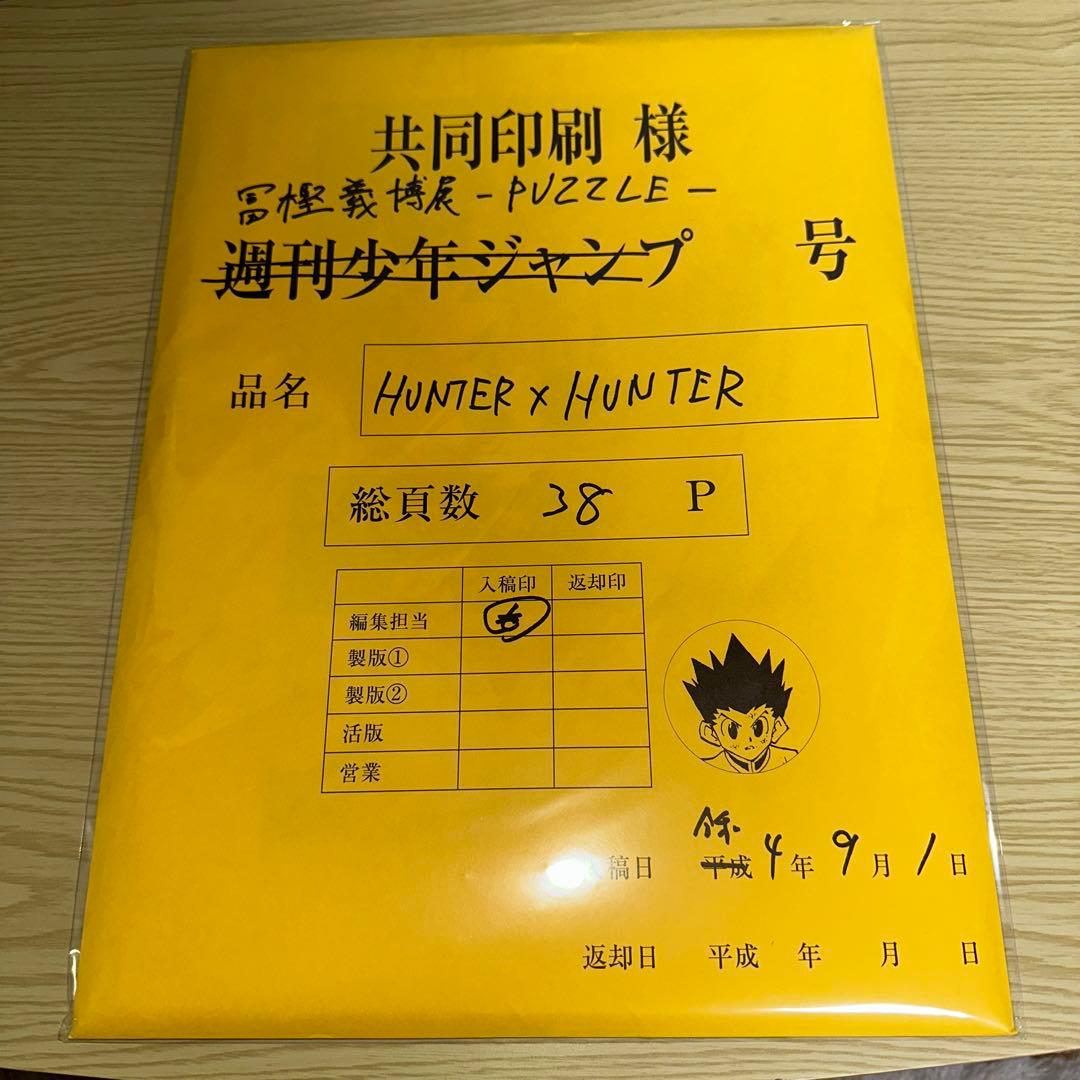 共同印刷 様
冨樫義博展 -PUZZLE-
週刊少年ジャンプ 号
品名 HUNTER×HUNTER
総頁数 38 P
入稿印 返却印
編集担当
製版①
製版②
活版
営業
令和
稿日 平成 4年 9月 1日
返却日 平成 年 月 日